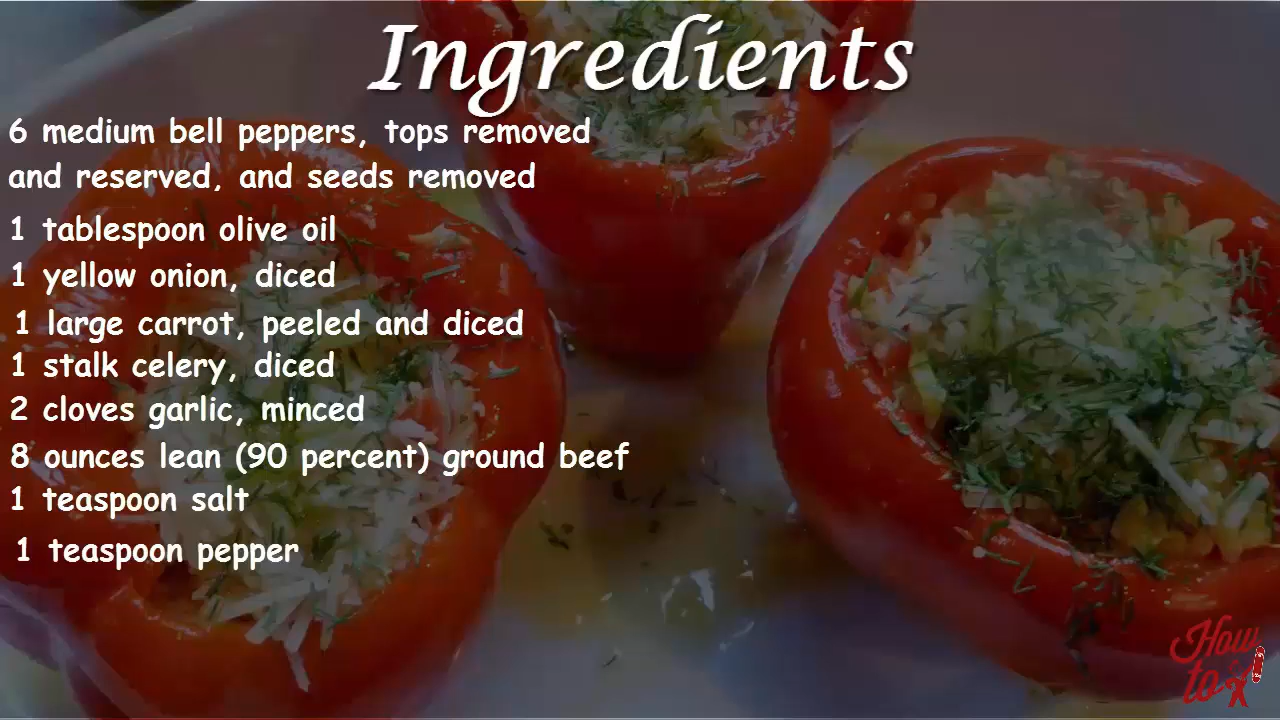 Ingredients
6 medium bell peppers, tops removed
and reserved, and seeds removed
1 tablespoon olive oil
1 yellow onion, diced
1 large carrot, peeled and diced
1 stalk celery, diced
2 cloves garlic, minced
8 ounces lean (90 percent) ground beef
1 teaspoon salt
1 teaspoon pepper
How
to